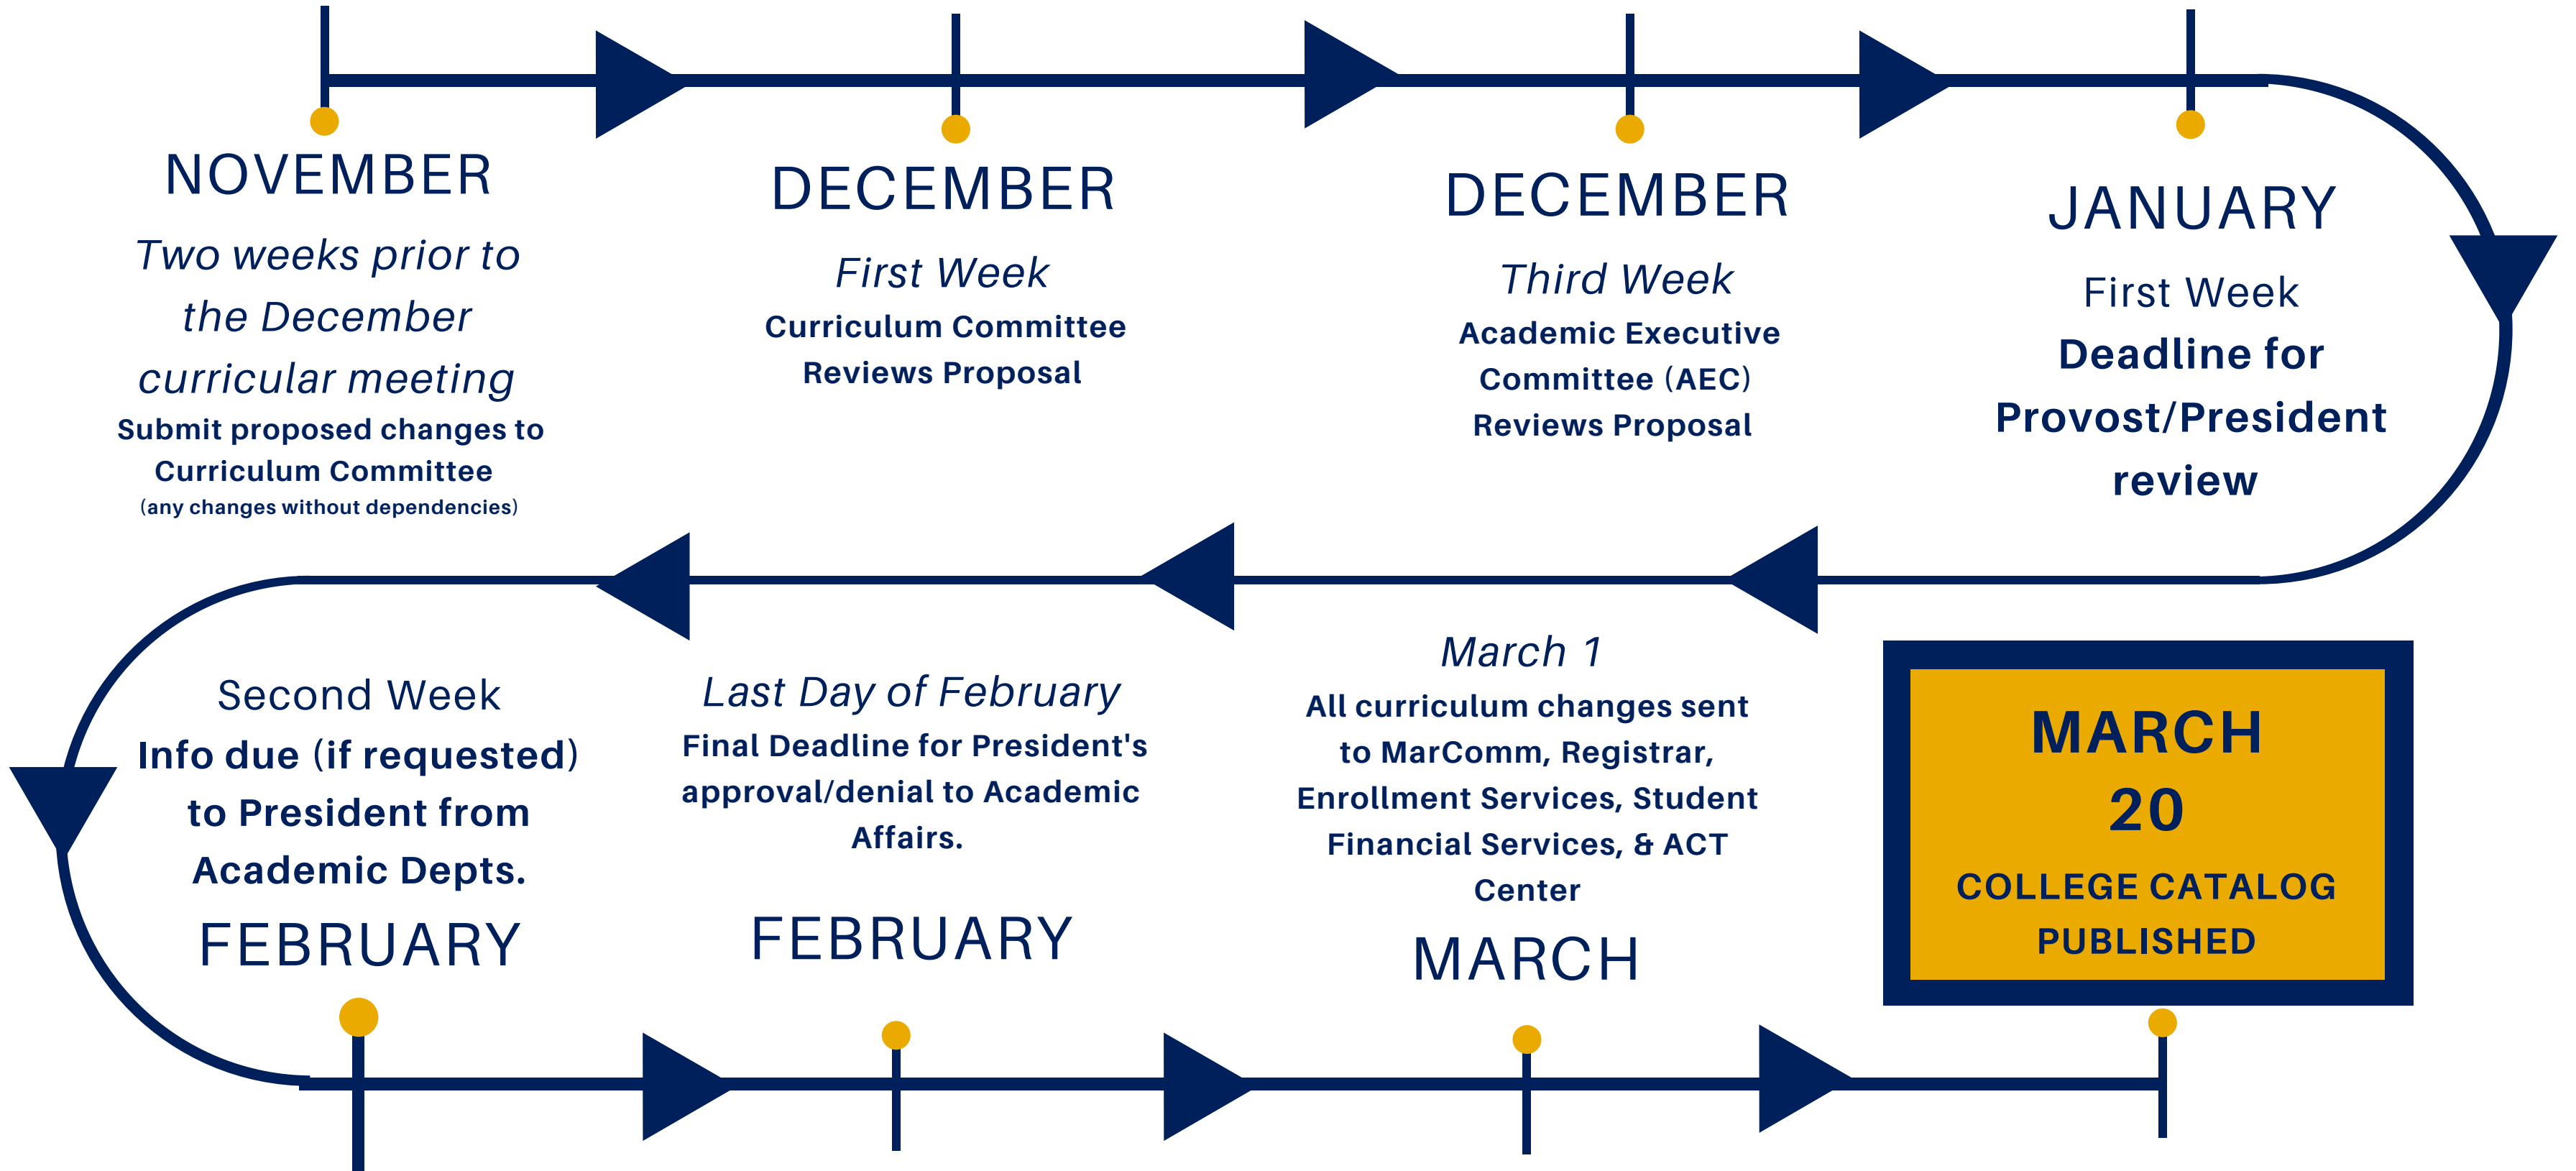 NOVEMBER
Two weeks prior to
the December
curricular meeting
Submit proposed changes to
Curriculum Committee
(any changes without dependencies)
DECEMBER
First Week
Curriculum Committee
Reviews Proposal
DECEMBER
Third Week
Academic Executive
Committee (AEC)
Reviews Proposal
JANUARY
First Week
Deadline for
Provost/President
review
Second Week
Info due (if requested)
to President from
Academic Depts.
FEBRUARY
Last Day of February
Final Deadline for President's
approval/denial to Academic
Affairs.
FEBRUARY
March 1
All curriculum changes sent
to MarComm, Registrar,
Enrollment Services, Student
Financial Services, & ACT
Center
MARCH
MARCH
20
COLLEGE CATALOG
PUBLISHED